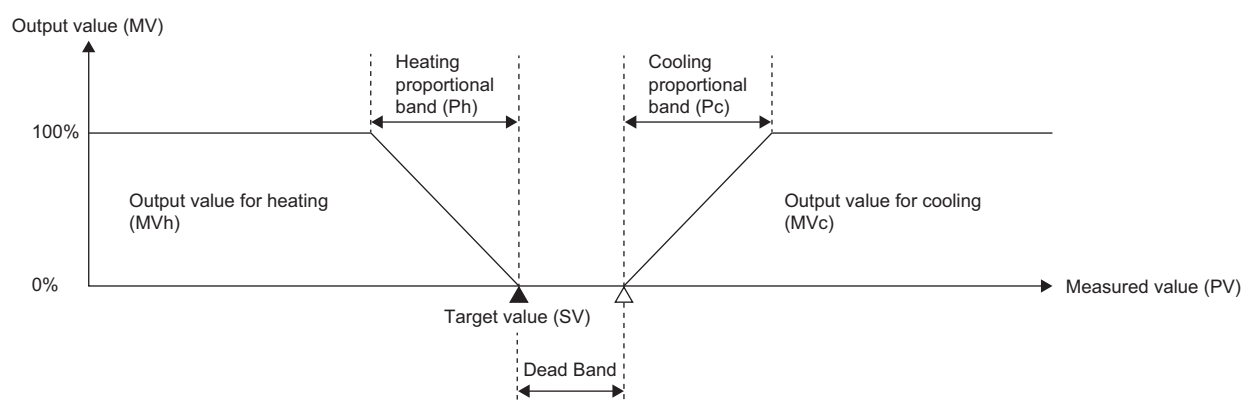 Output value (MV)
Heating
proportional
band (Ph)
Cooling
proportional
band (Pc)
100%
Output value for heating
(MVh)
Output value for cooling
(MVc)
0%
Measured value (PV)
Target value (SV)
Dead Band